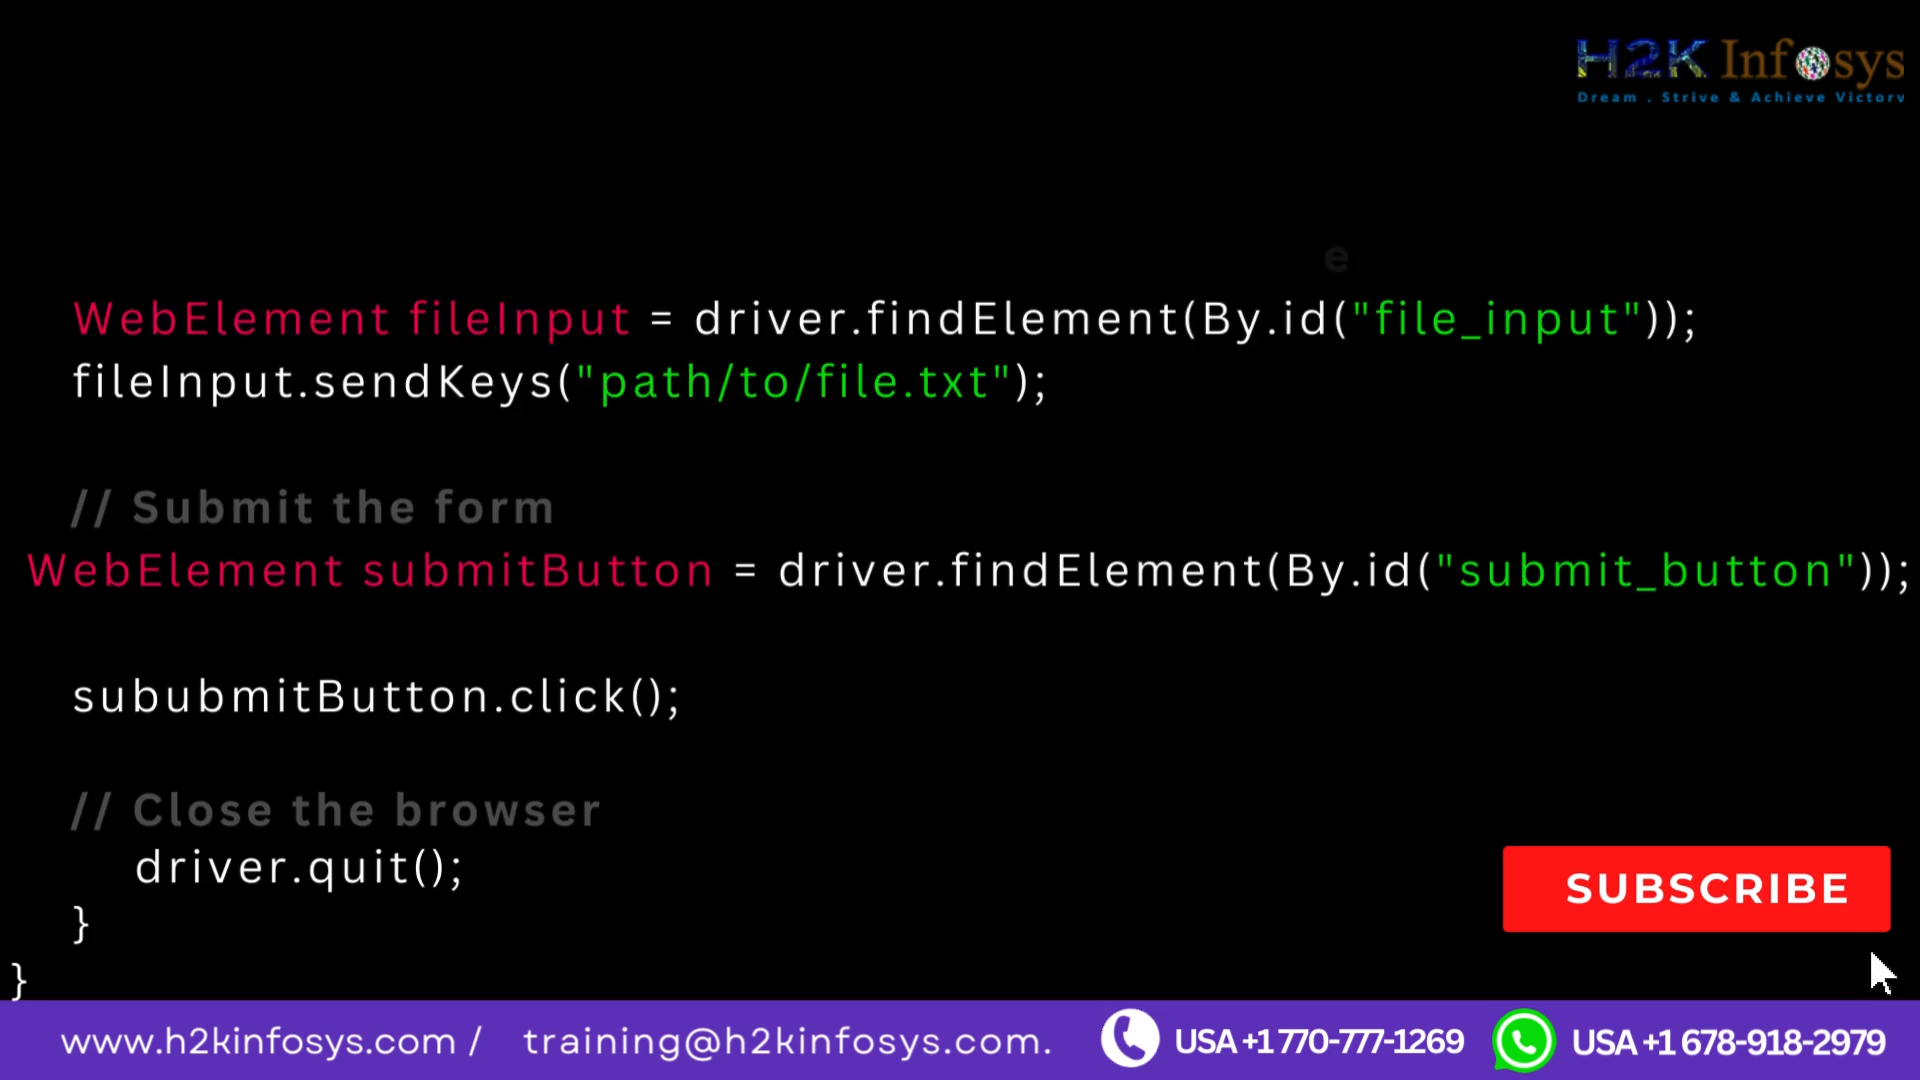 H2K Infosys
Dream . Strive & Achieve Victory
e
WebElement fileInput = driver.findElement(By.id("file_input"));
fileInput.sendKeys("path/to/file.txt");
// Submit the form
WebElement submitButton = driver.findElement(By.id("submit_button"));
sububmitButton.click();
// Close the browser
driver.quit();
}
SUBSCRIBE
}
www.h2kinfosys.com / training@h2kinfosys.com. USA +1 770-777-1269 USA +1 678-918-2979